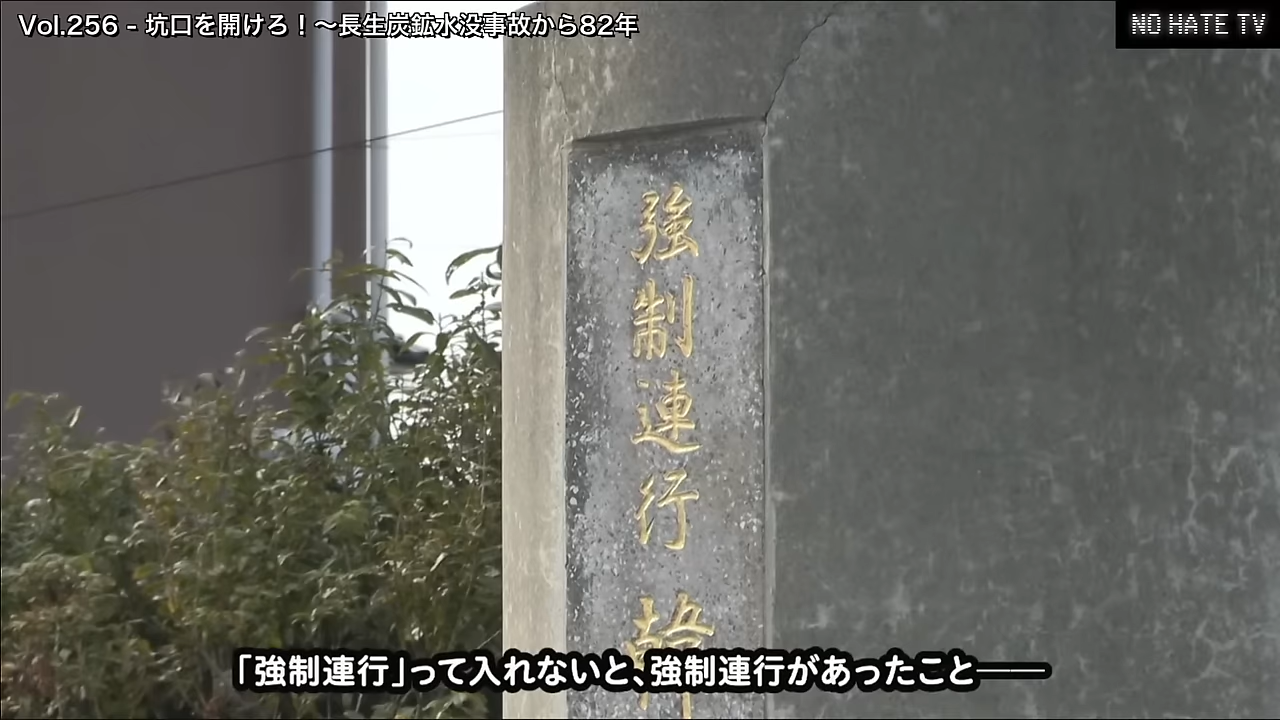 Vol.256 - 坑口を開けろ！〜長生炭鉱水没事故から82年
NO HATE TV
強制連行 韓
「強制連行」って入れないと、強制連行があったこと――